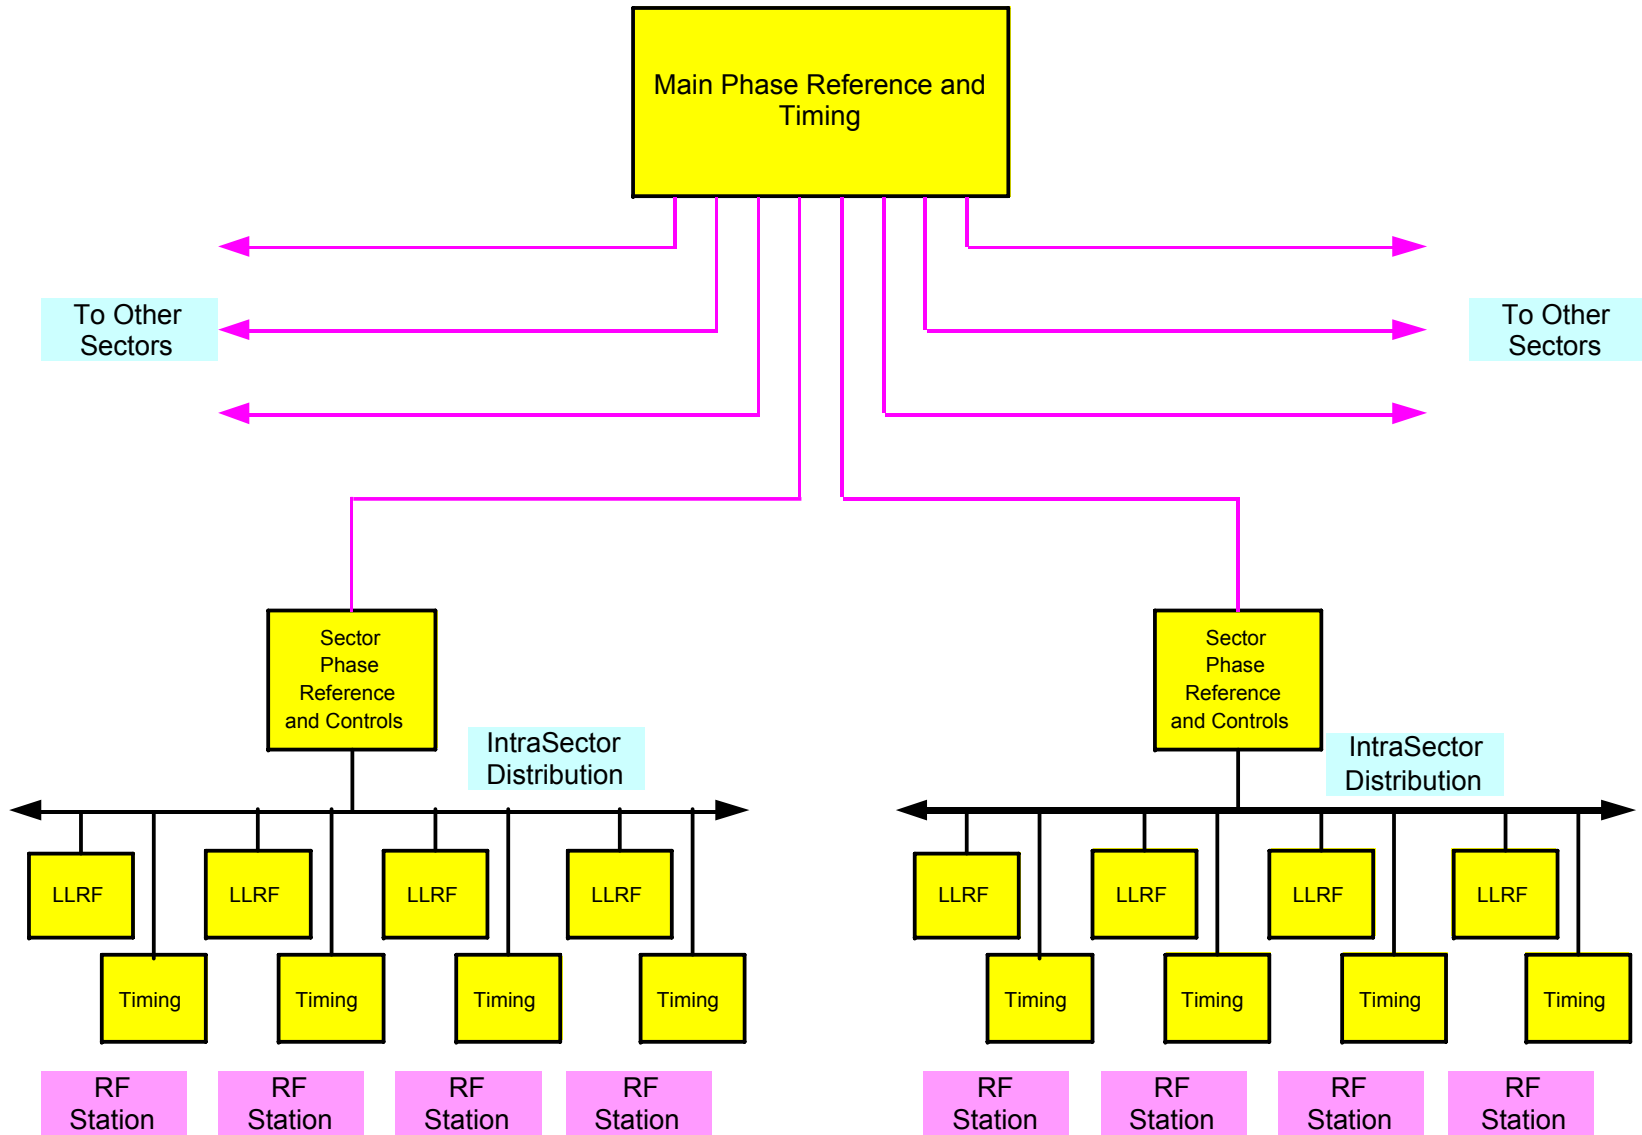 Main Phase Reference and
Timing
To Other
Sectors
To Other
Sectors
Sector
Phase
Reference
and Controls
Sector
Phase
Reference
and Controls
IntraSector
Distribution
IntraSector
Distribution
LLRF
LLRF
LLRF
LLRF
LLRF
LLRF
LLRF
LLRF
Timing
Timing
Timing
Timing
Timing
Timing
Timing
Timing
RF
Station
RF
Station
RF
Station
RF
Station
RF
Station
RF
Station
RF
Station
RF
Station